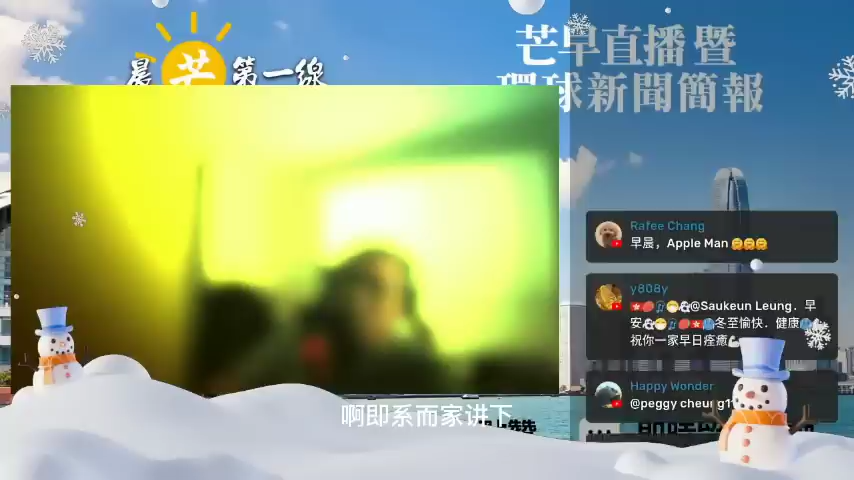 晨芒第一線
芒早直播暨
環球新聞簡報
Rafee Chang
早晨，Apple Man 🤗🤗🤗
y808y
@Saukeun Leung．早
安
冬至愉快．健康
祝你一家早日痊癒💪
Happy Wonder
@peggy cheung1
啊即系而家讲下